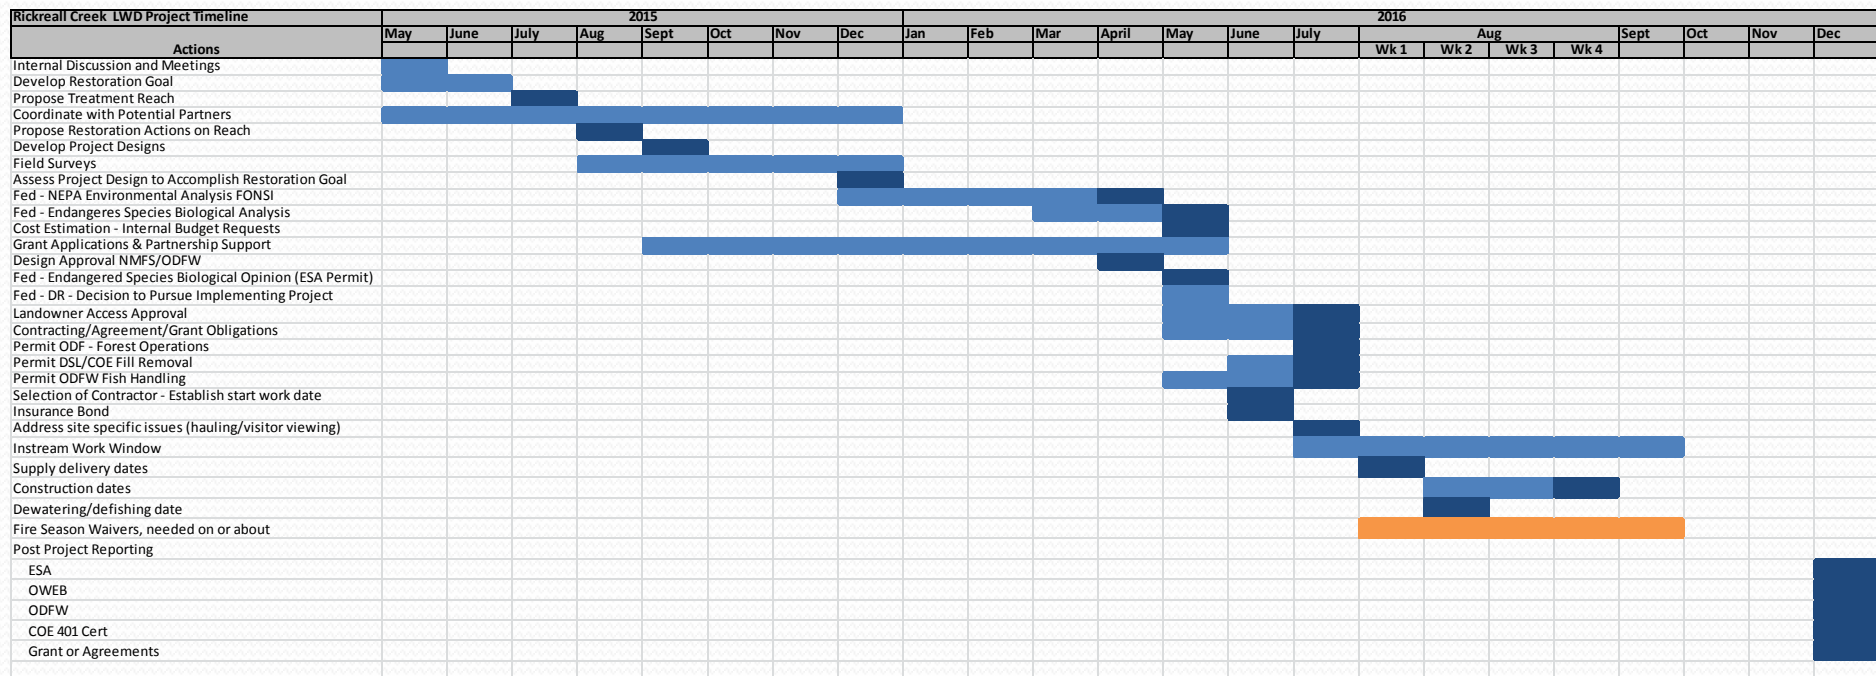 Rickreall Creek LWD Project Timeline 2015 2016
May June July Aug Sept Oct Nov Dec Jan Feb Mar April May June July Aug Sept Oct Nov Dec
Actions Wk 1 Wk 2 Wk 3 Wk 4
Internal Discussion and Meetings
Develop Restoration Goal
Propose Treatment Reach
Coordinate with Potential Partners
Propose Restoration Actions on Reach
Develop Project Designs
Field Surveys
Assess Project Design to Accomplish Restoration Goal
Fed - NEPA Environmental Analysis FONSI
Fed - Endangeres Species Biological Analysis
Cost Estimation - Internal Budget Requests
Grant Applications & Partnership Support
Design Approval NMFS/ODFW
Fed - Endangered Species Biological Opinion (ESA Permit)
Fed - DR - Decision to Pursue Implementing Project
Landowner Access Approval
Contracting/Agreement/Grant Obligations
Permit ODF - Forest Operations
Permit DSL/COE Fill Removal
Permit ODFW Fish Handling
Selection of Contractor - Establish start work date
Insurance Bond
Address site specific issues (hauling/visitor viewing)
Instream Work Window
Supply delivery dates
Construction dates
Dewatering/defishing date
Fire Season Waivers, needed on or about
Post Project Reporting
ESA
OWEB
ODFW
COE 401 Cert
Grant or Agreements